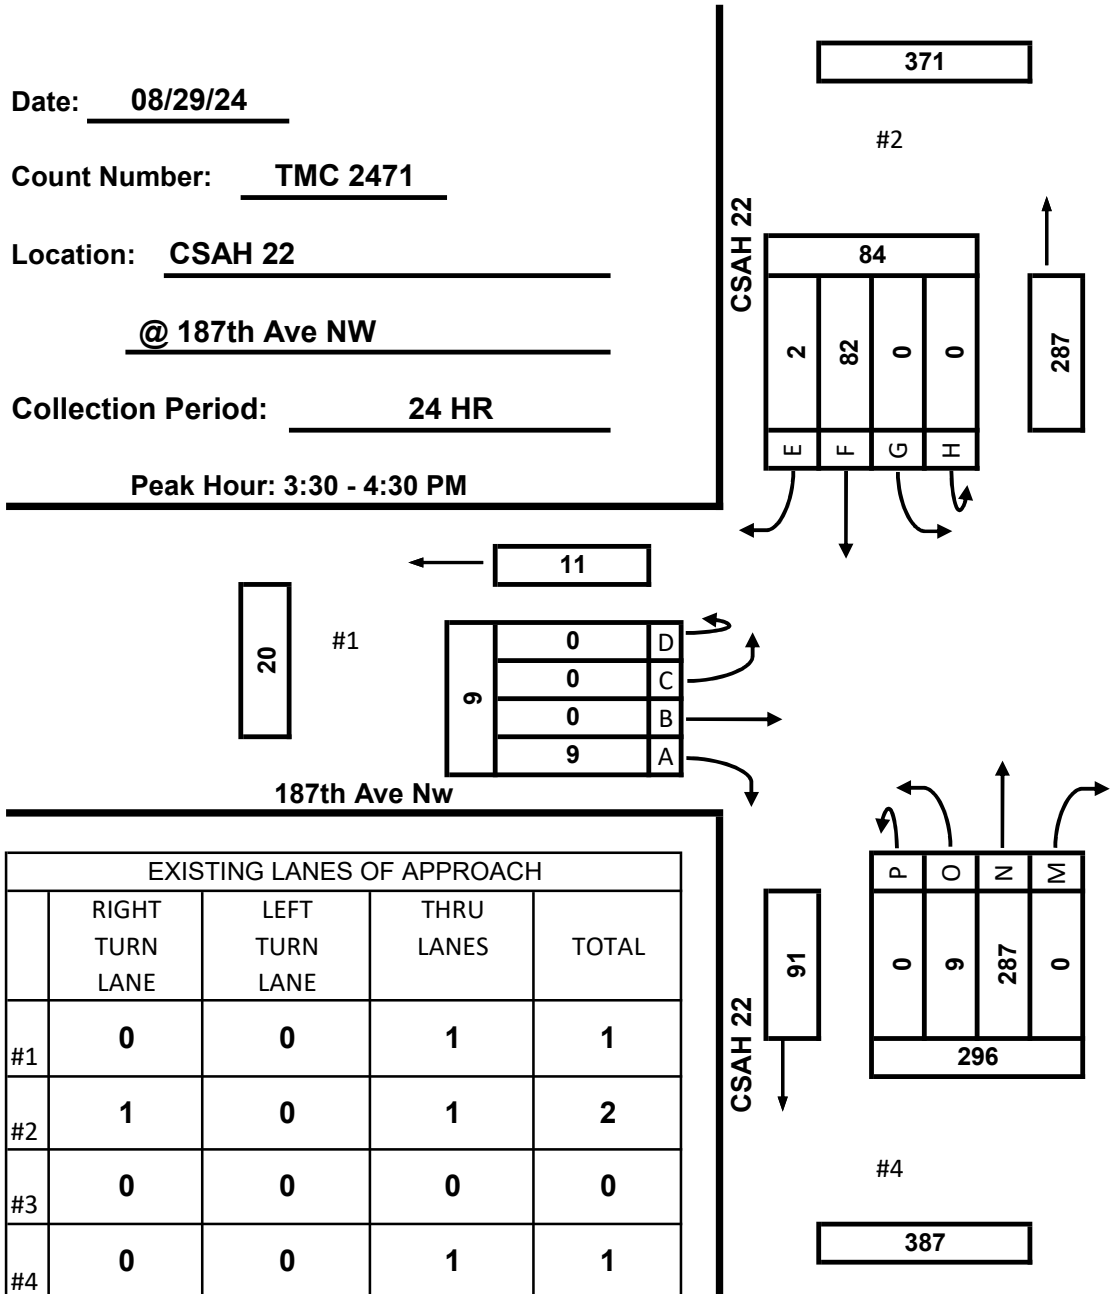 Date: 08/29/24
Count Number: TMC 2471
Location: CSAH 22
@ 187th Ave NW
Collection Period: 24 HR
Peak Hour: 3:30 - 4:30 PM
371
#2
CSAH 22
84
2 82 0 0
E F G H
287
11
20
#1
9
0 D
0 C
0 B
9 A
187th Ave Nw
EXISTING LANES OF APPROACH
RIGHT TURN LANE LEFT TURN LANE THRU LANES TOTAL
#1 0 0 1 1
#2 1 0 1 2
#3 0 0 0 0
#4 0 0 1 1
CSAH 22
91
P O N M
0 9 287 0
296
#4
387